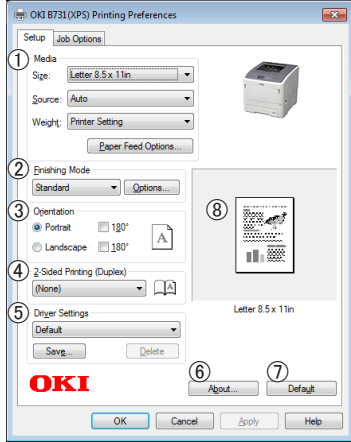 OKI B731(XPS) Printing Preferences
Setup Job Options
① Media
Size: Letter 8.5 x 11in
Source: Auto
Weight: Printer Setting
Paper Feed Options...
② Finishing Mode
Standard Options...
③ Orientation
Portrait 180°
Landscape 180°
A
④ 2-Sided Printing (Duplex)
(None)
A
⑤ Driver Settings
Default
Save... Delete
⑧
Letter 8.5 x 11in
OKI
⑥ ⑦
About... Default
OK Cancel Apply Help